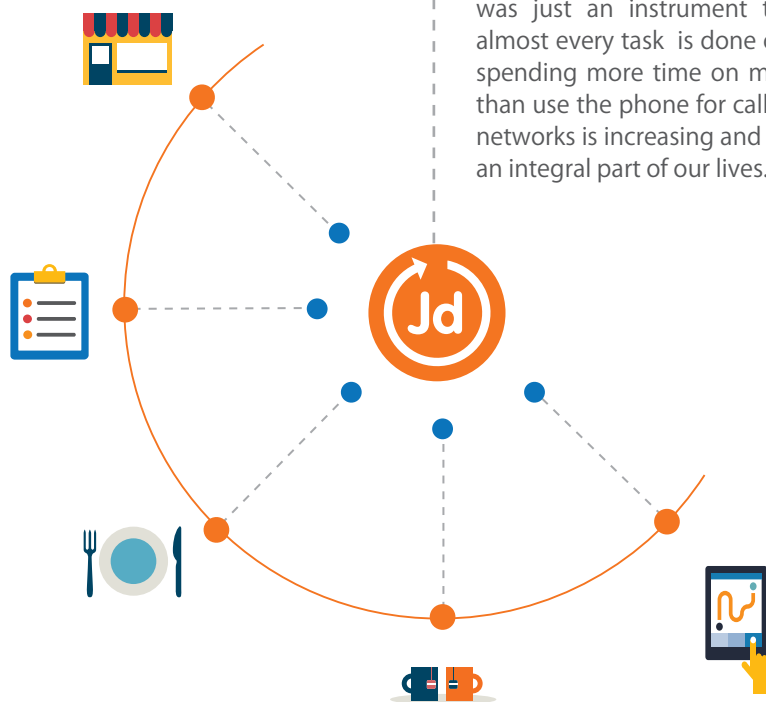 was just an instrument
almost every task is done
spending more time on
than use the phone for
networks is increasing and
an integral part of our lives.
Jd